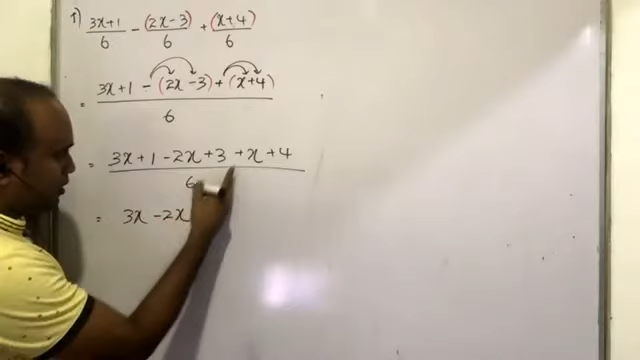 1) 3x+1/6 - (2x-3)/6 + (x+4)/6
= 3x+1 - (2x-3) + (x+4) / 6
= 3x+1-2x+3+x+4 / 6
= 3x-2x